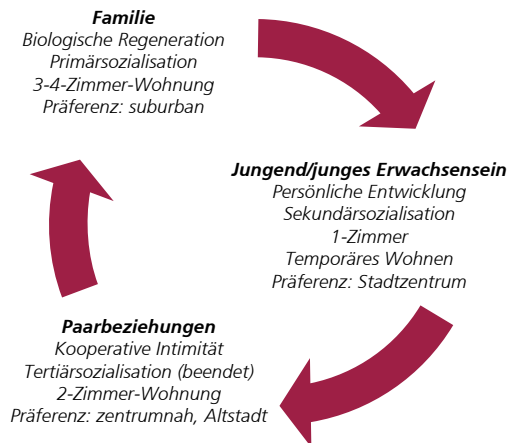 Familie
Biologische Regeneration
Primärsozialisation
3-4-Zimmer-Wohnung
Präferenz: suburban
Jungend/junges Erwachsensein
Persönliche Entwicklung
Sekundärsozialisation
1-Zimmer
Temporäres Wohnen
Präferenz: Stadtzentrum
Paarbeziehungen
Kooperative Intimität
Tertiärsozialisation (beendet)
2-Zimmer-Wohnung
Präferenz: zentrumnah, Altstadt